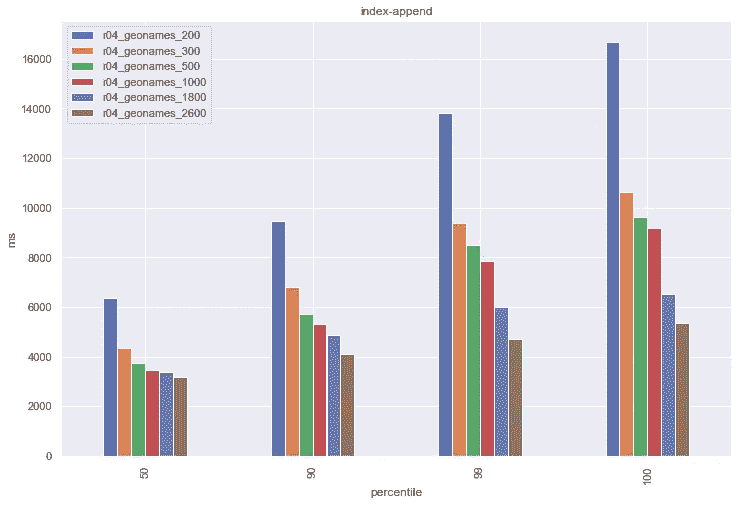 index-append
r04_geonames_200
r04_geonames_300
r04_geonames_500
r04_geonames_1000
r04_geonames_1800
r04_geonames_2600
16000
14000
12000
10000
8000
6000
4000
2000
0
ms
50
90
99
100
percentile